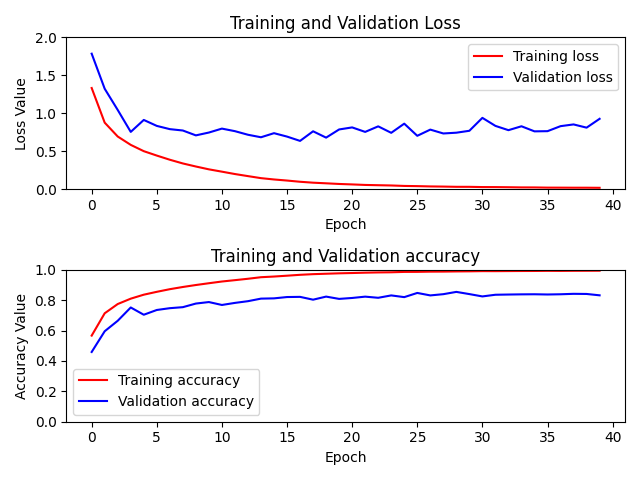 Training and Validation Loss
2.0
1.5
1.0
0.5
0.0
Loss Value
Training loss
Validation loss
0 5 10 15 20 25 30 35 40
Epoch
Training and Validation accuracy
1.0
0.8
0.6
0.4
0.2
0.0
Accuracy Value
Training accuracy
Validation accuracy
0 5 10 15 20 25 30 35 40
Epoch